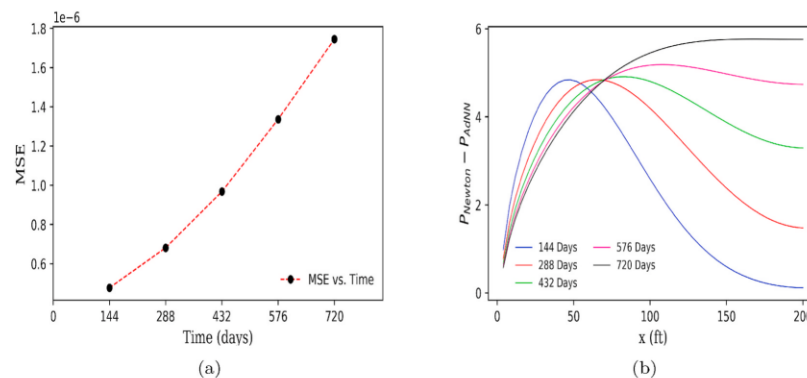 1e−6
1.8
1.6
1.4
1.2
1.0
0.8
0.6
MSE
0 144 288 432 576 720
Time (days)
MSE vs. Time
(a)
6
4
2
0
P_Newton − P_AdNN
0 50 100 150 200
x (ft)
144 Days
288 Days
432 Days
576 Days
720 Days
(b)